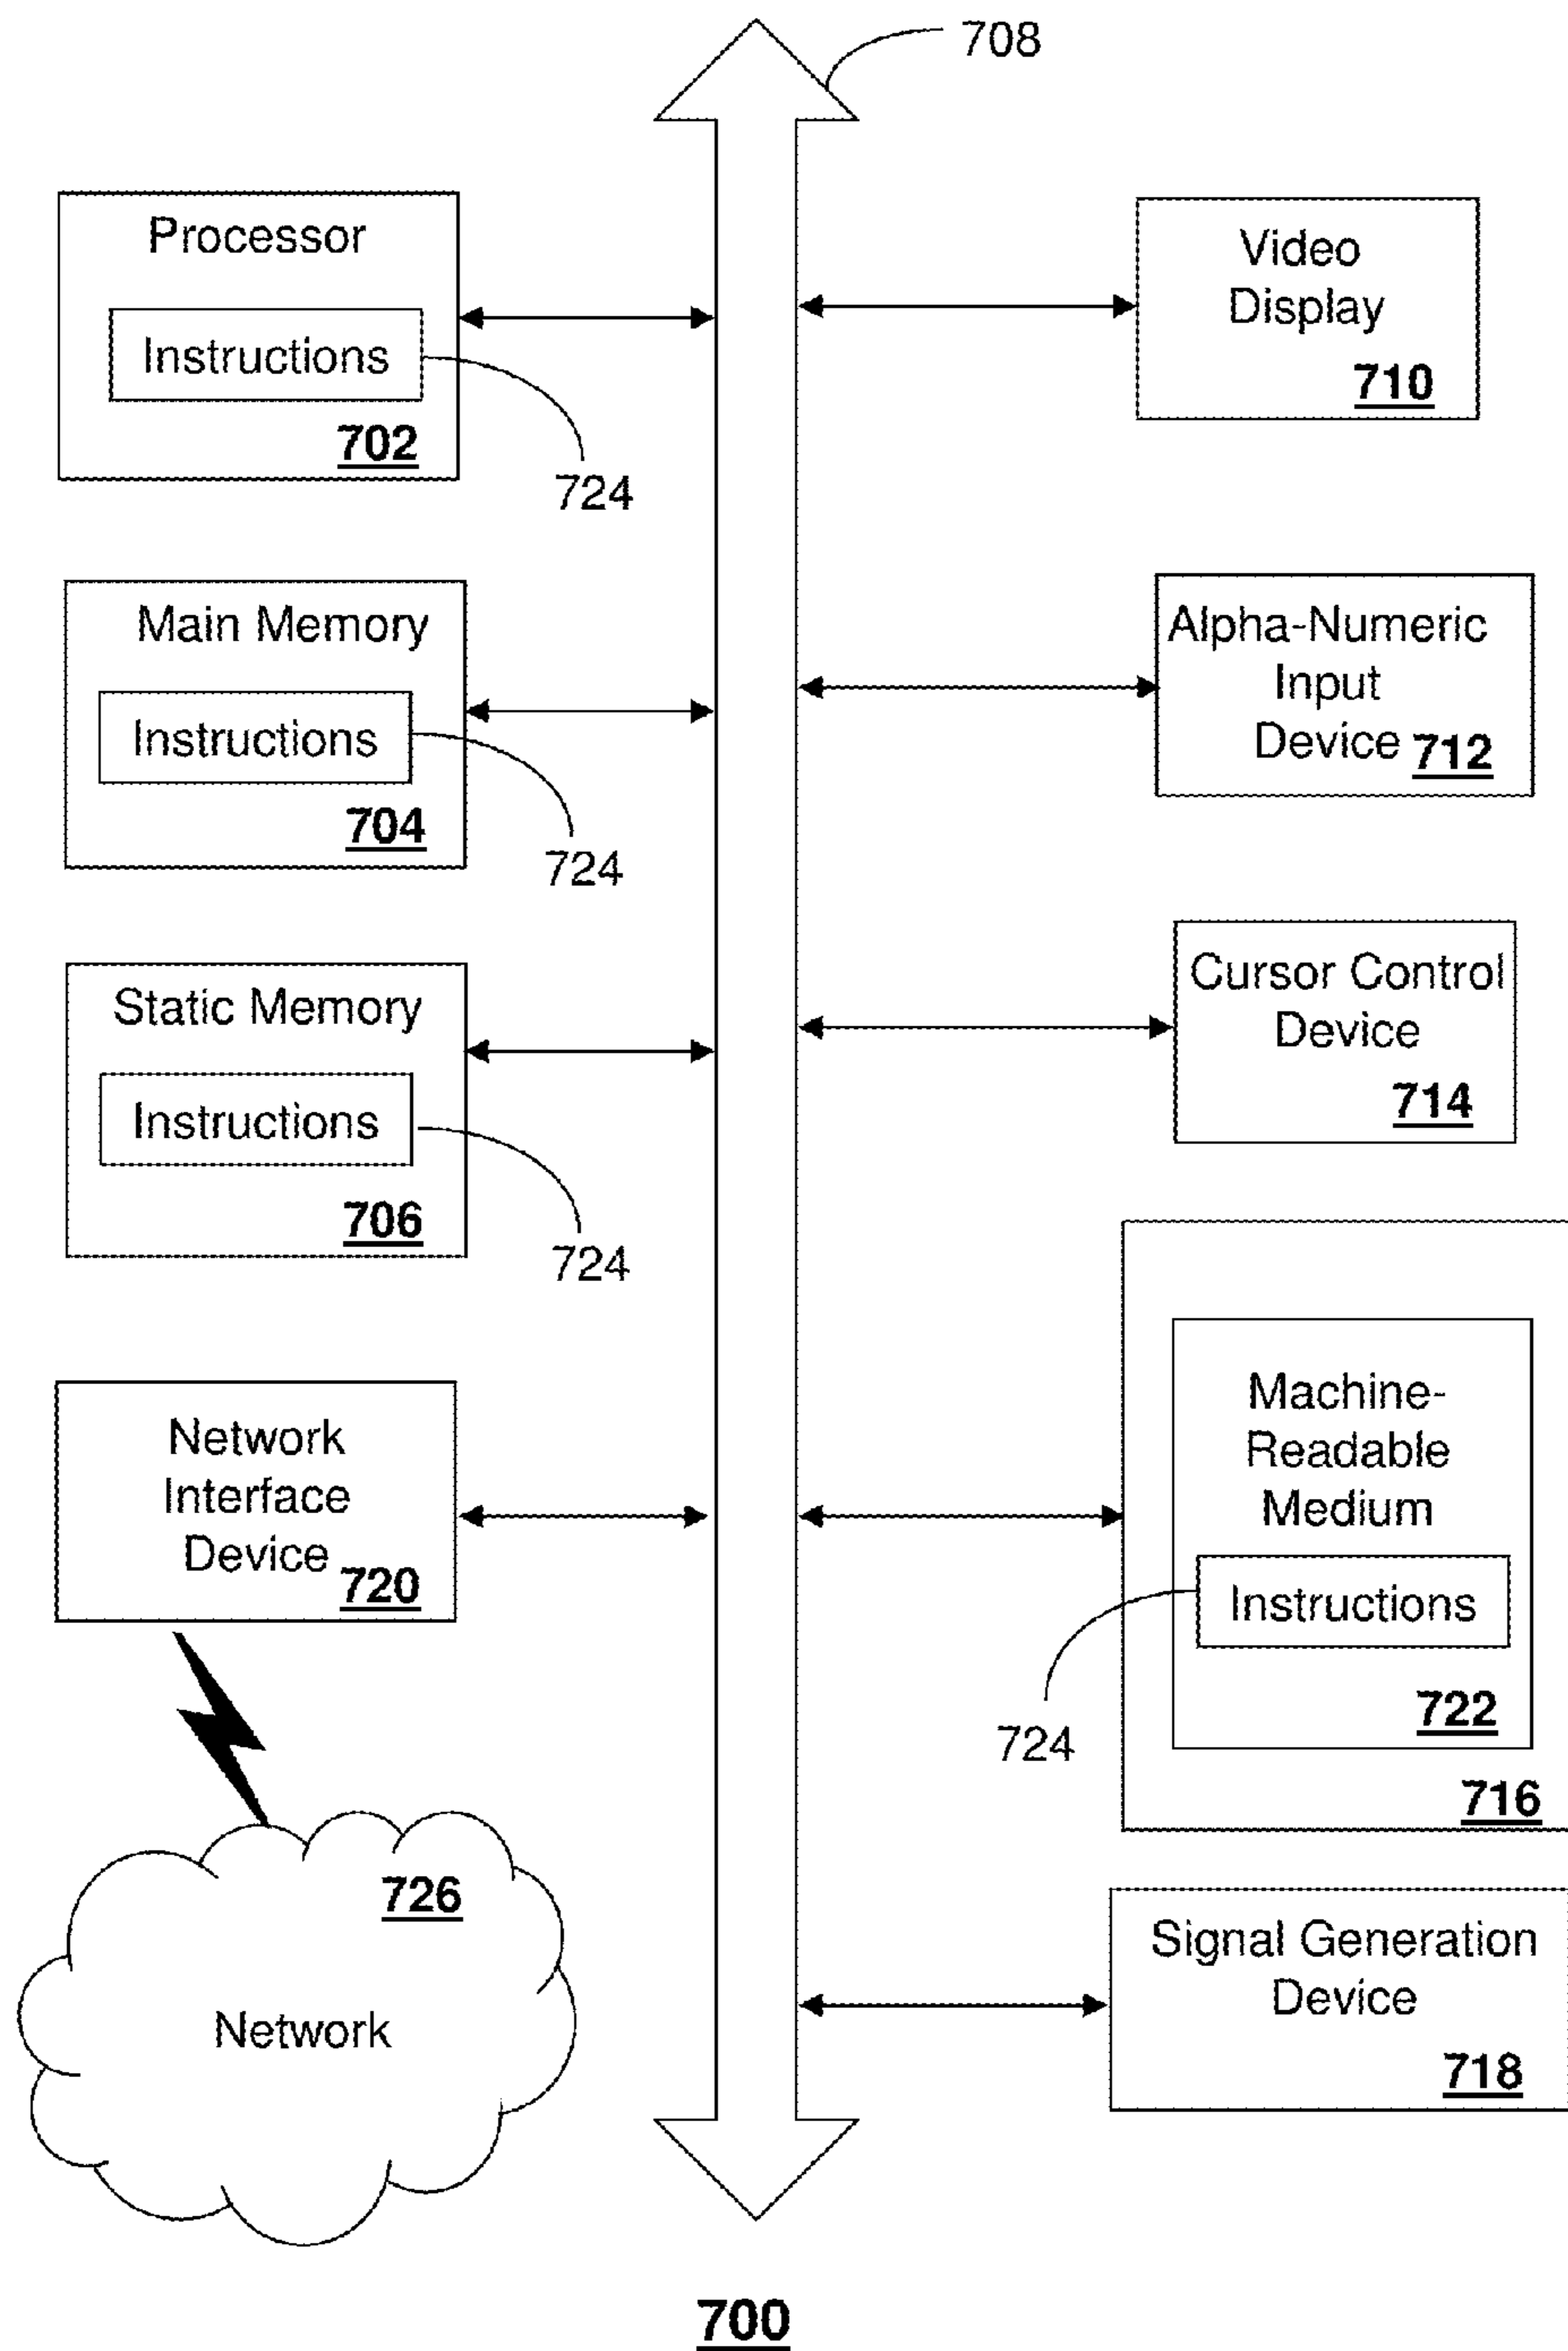 708
Processor
Instructions
702
724
Main Memory
Instructions
704
724
Static Memory
Instructions
706
724
Network
Interface
Device
720
726
Network
Video
Display
710
Alpha-Numeric
Input
Device
712
Cursor Control
Device
714
Machine-
Readable
Medium
Instructions
724
722
716
Signal Generation
Device
718
700